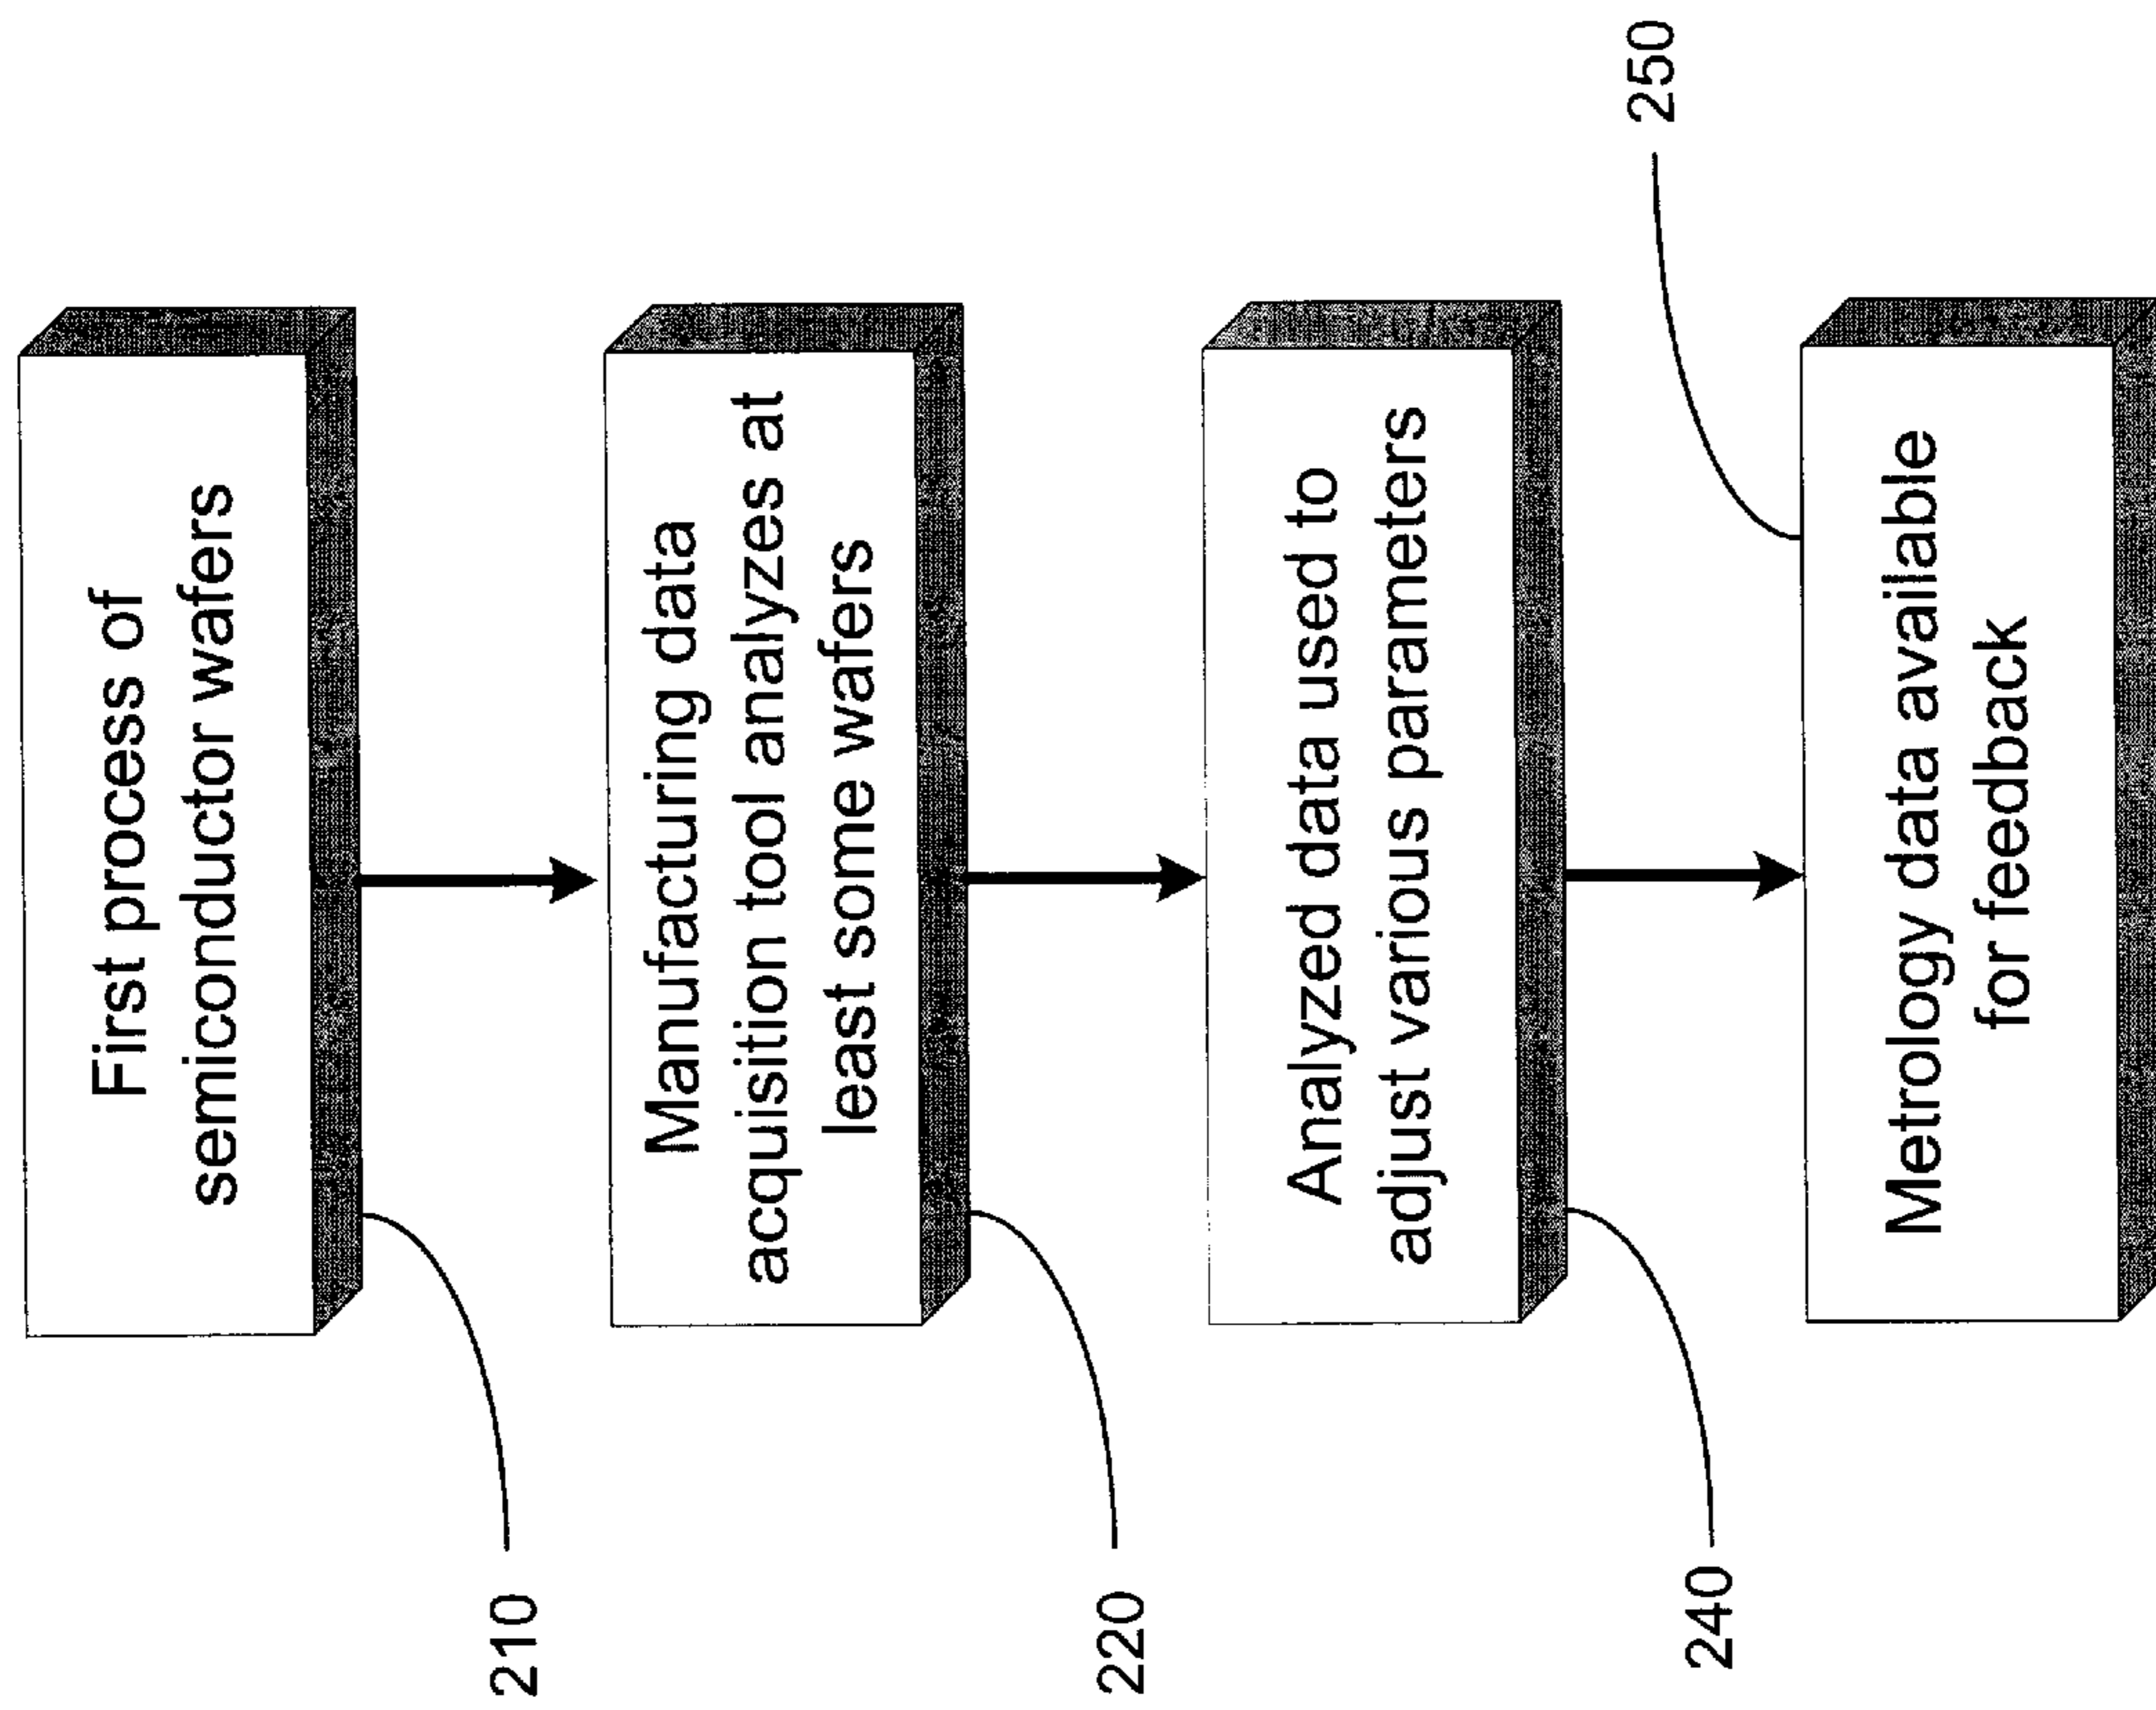 First process of
semiconductor wafers
210
Manufacturing data
acquisition tool analyzes at
least some wafers
220
Analyzed data used to
adjust various parameters
240
Metrology data available
for feedback
250